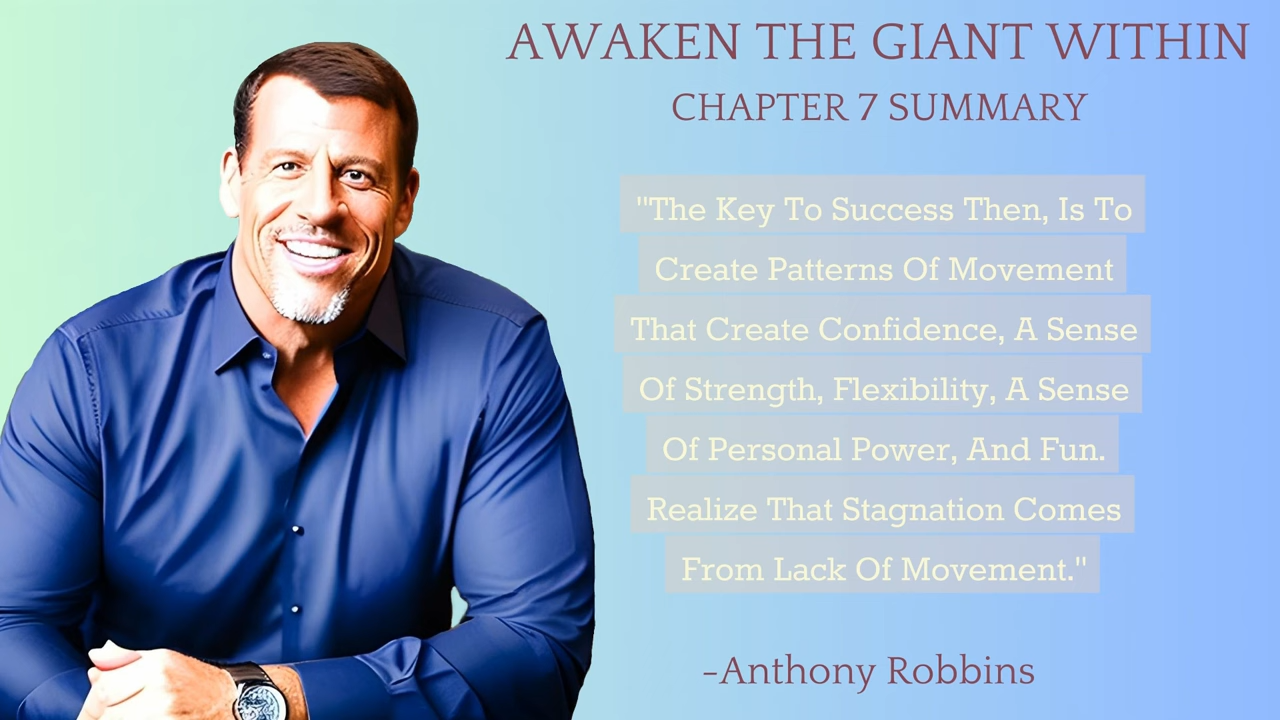 AWAKEN THE GIANT WITHIN
CHAPTER 7 SUMMARY
"The Key To Success Then, Is To
Create Patterns Of Movement
That Create Confidence, A Sense
Of Strength, Flexibility, A Sense
Of Personal Power, And Fun.
Realize That Stagnation Comes
From Lack Of Movement."
-Anthony Robbins